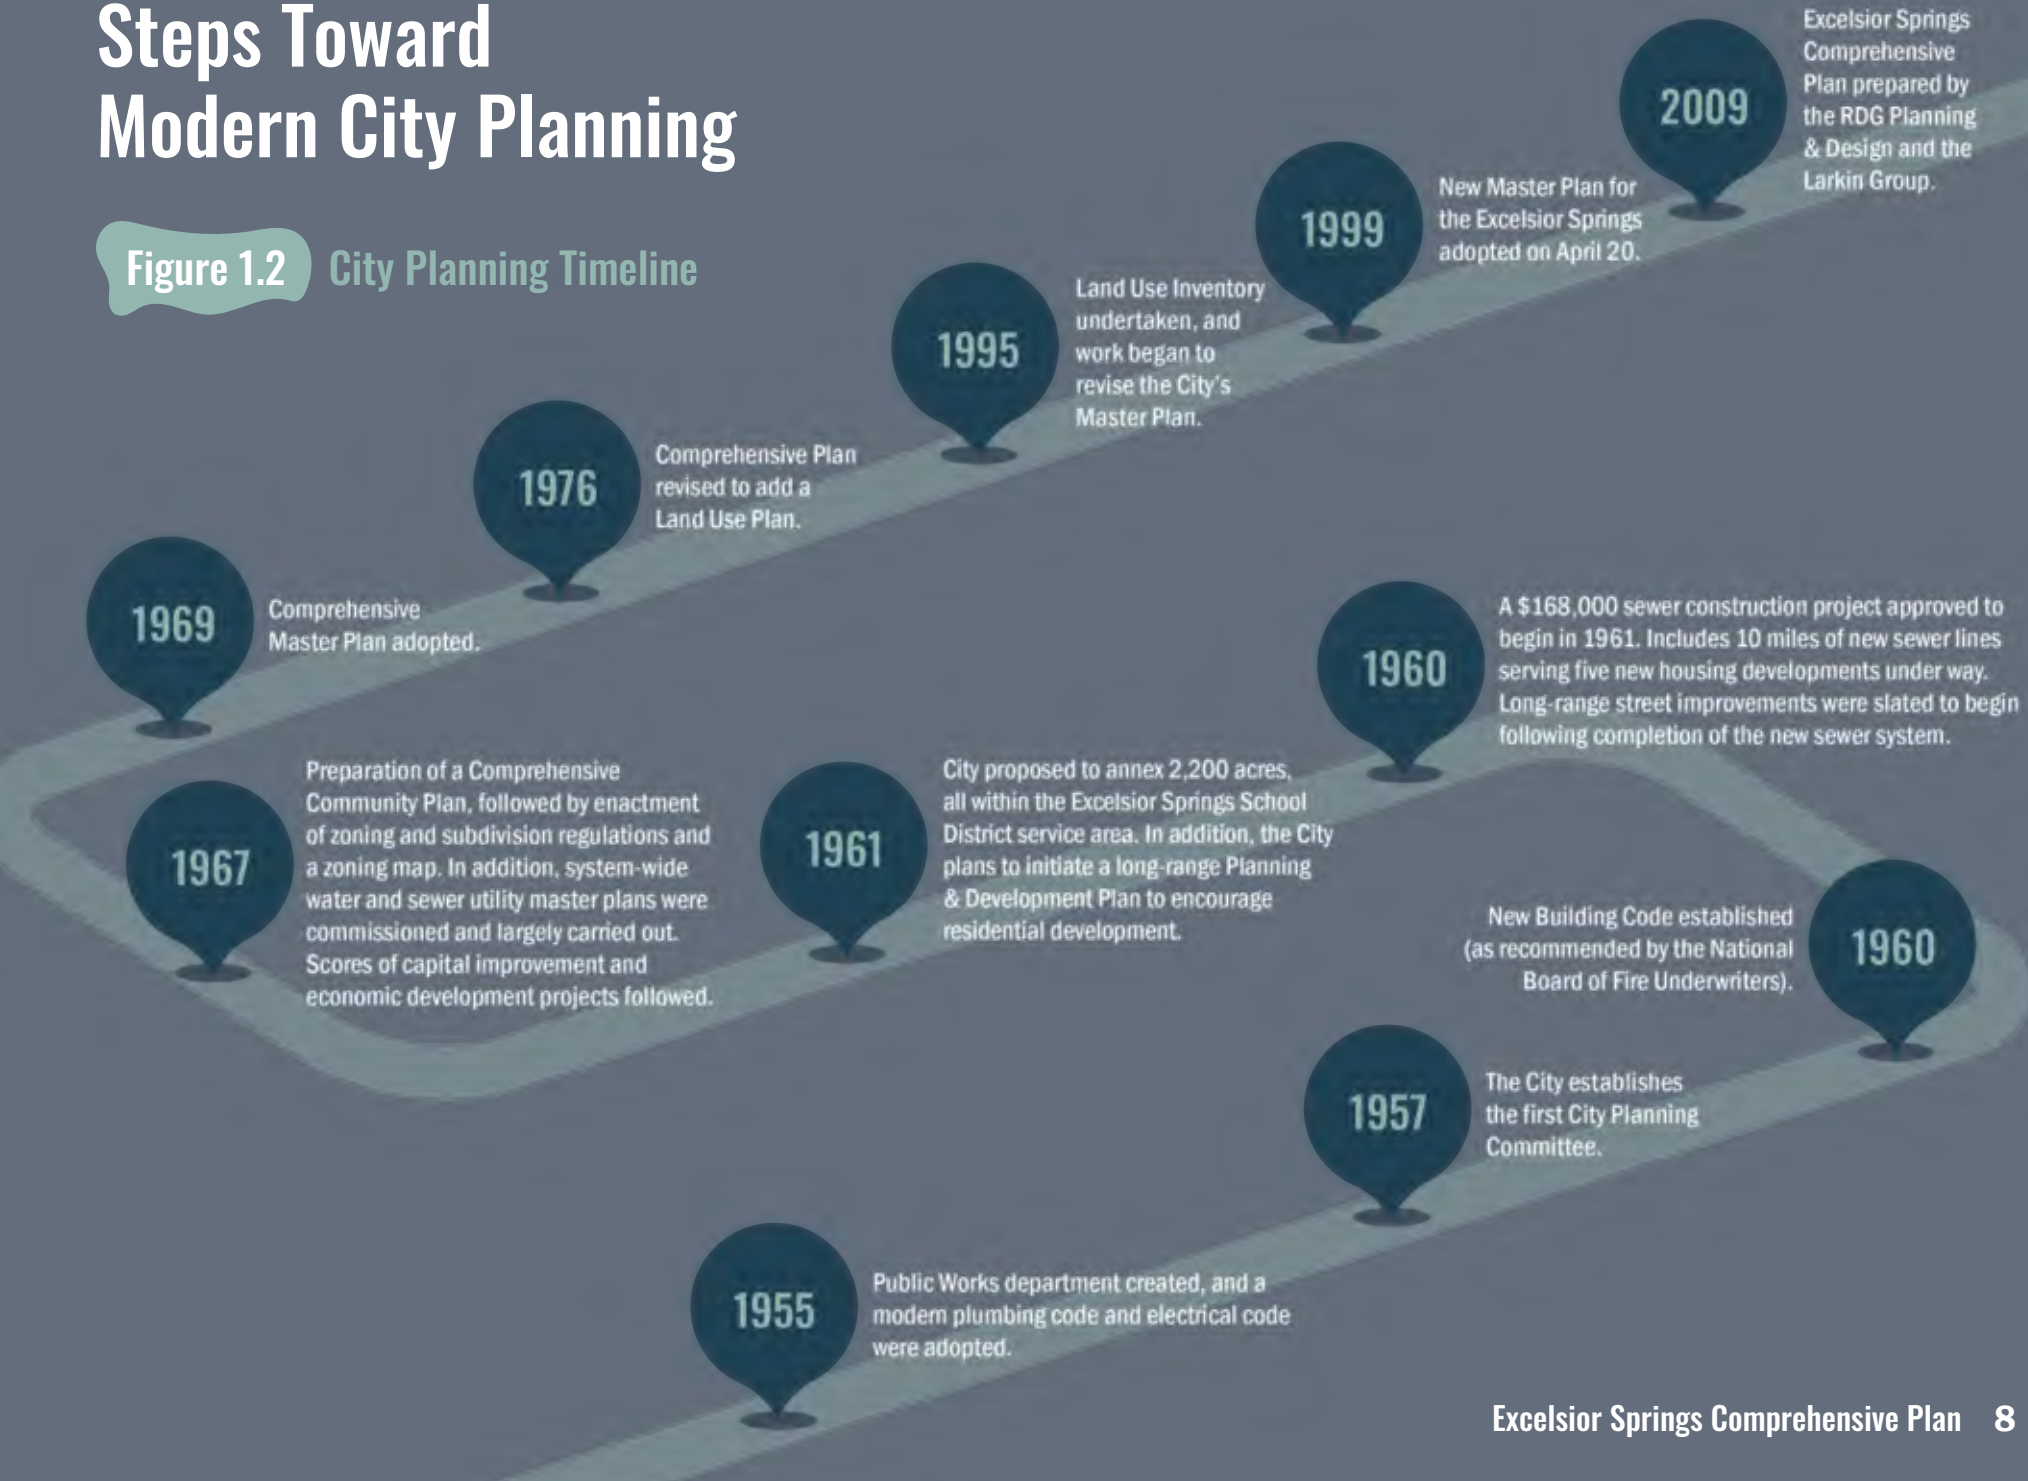 Steps Toward
Modern City Planning
Figure 1.2 City Planning Timeline
2009
Excelsior Springs
Comprehensive
Plan prepared by
the RDG Planning
& Design and the
Larkin Group.
1999
New Master Plan for
the Excelsior Springs
adopted on April 20.
1995
Land Use Inventory
undertaken, and
work began to
revise the City's
Master Plan.
1976
Comprehensive Plan
revised to add a
Land Use Plan.
1969
Comprehensive
Master Plan adopted.
1967
Preparation of a Comprehensive
Community Plan, followed by enactment
of zoning and subdivision regulations and
a zoning map. In addition, system-wide
water and sewer utility master plans were
commissioned and largely carried out.
Scores of capital improvement and
economic development projects followed.
1961
City proposed to annex 2,200 acres,
all within the Excelsior Springs School
District service area. In addition, the City
plans to initiate a long-range Planning
& Development Plan to encourage
residential development.
1960
A $168,000 sewer construction project approved to
begin in 1961. Includes 10 miles of new sewer lines
serving five new housing developments under way.
Long-range street improvements were slated to begin
following completion of the new sewer system.
New Building Code established
(as recommended by the National
Board of Fire Underwriters).
1960
1957
The City establishes
the first City Planning
Committee.
1955
Public Works department created, and a
modern plumbing code and electrical code
were adopted.
Excelsior Springs Comprehensive Plan 8